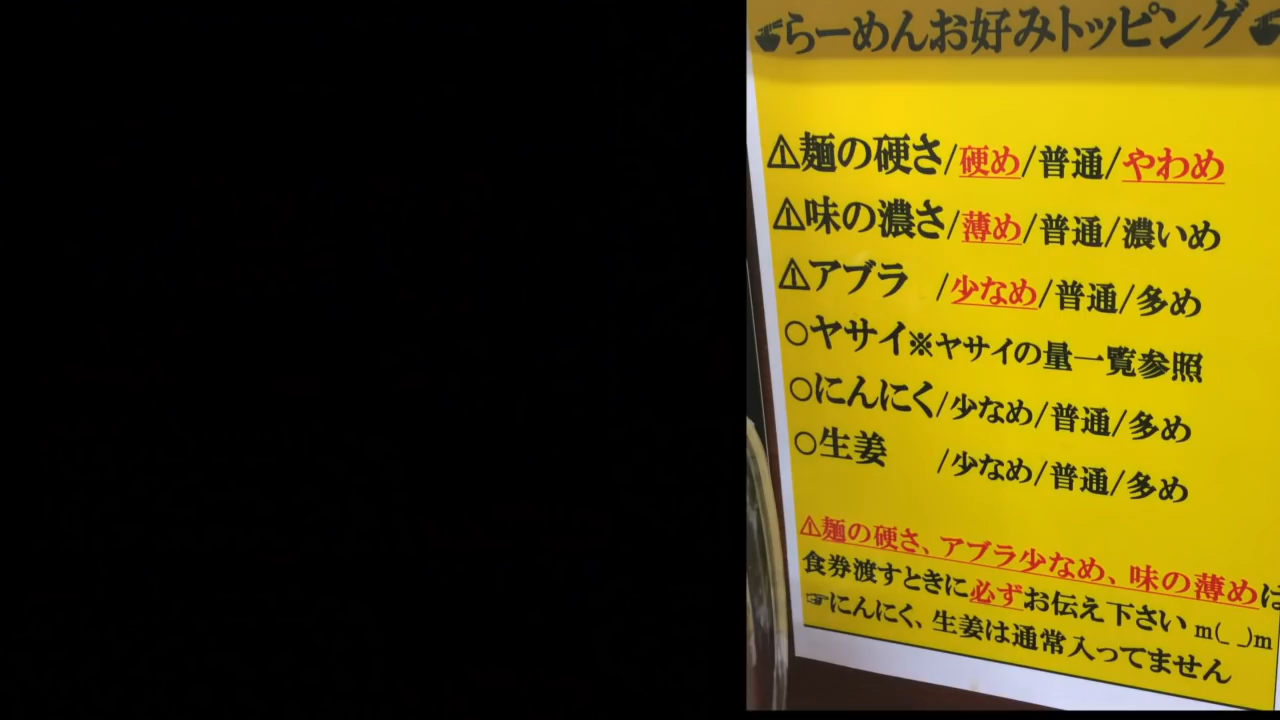 らーめんお好みトッピング
⚠麺の硬さ/硬め/普通/やわめ
⚠味の濃さ/薄め/普通/濃いめ
⚠アブラ /少なめ/普通/多め
○ヤサイ※ヤサイの量一覧参照
○にんにく/少なめ/普通/多め
○生姜 /少なめ/普通/多め
⚠麺の硬さ、アブラ少なめ、味の薄めは
食券渡すときに必ずお伝え下さいm(_ _)m
☞にんにく、生姜は通常入ってません